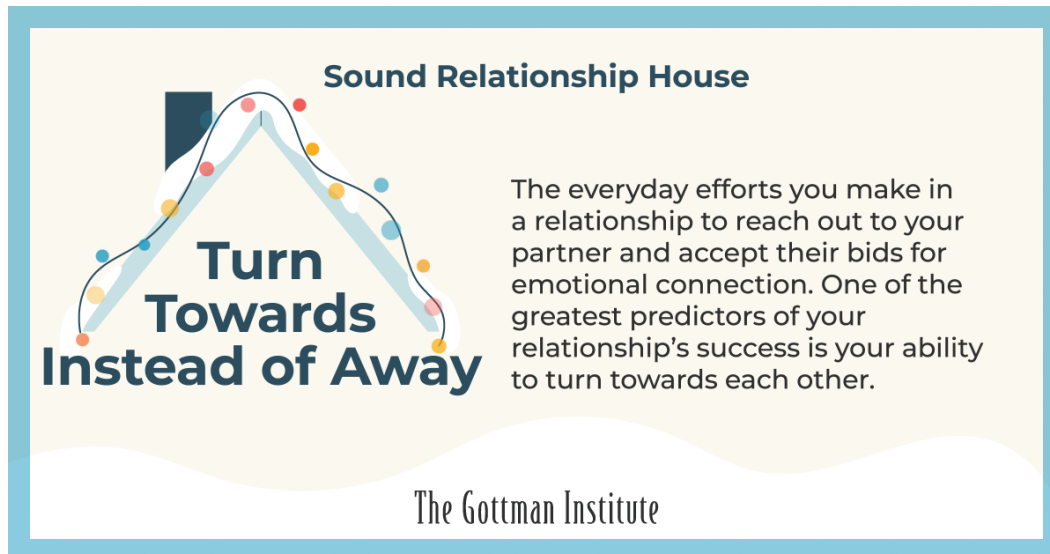 Sound Relationship House
Turn
Towards
Instead of Away
The everyday efforts you make in
a relationship to reach out to your
partner and accept their bids for
emotional connection. One of the
greatest predictors of your
relationship’s success is your ability
to turn towards each other.
The Gottman Institute